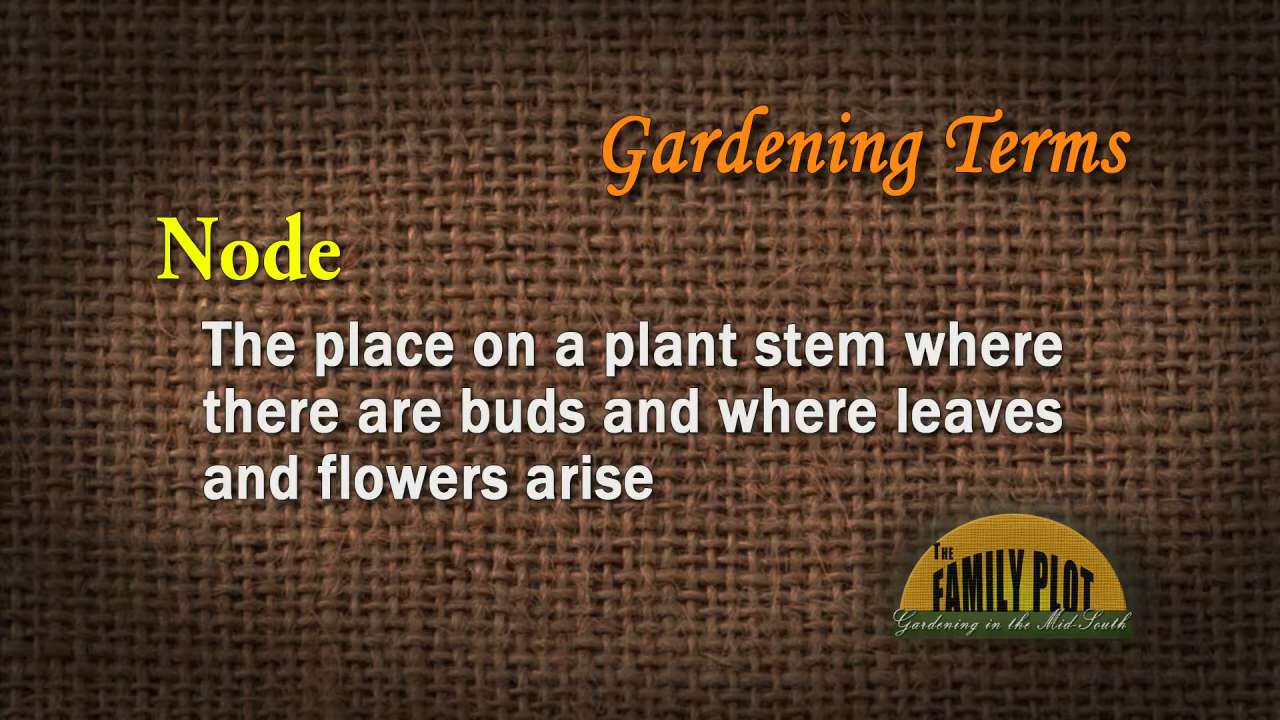 Gardening Terms
Node
The place on a plant stem where
there are buds and where leaves
and flowers arise
THE
FAMILY PLOT
Gardening in the Mid-South